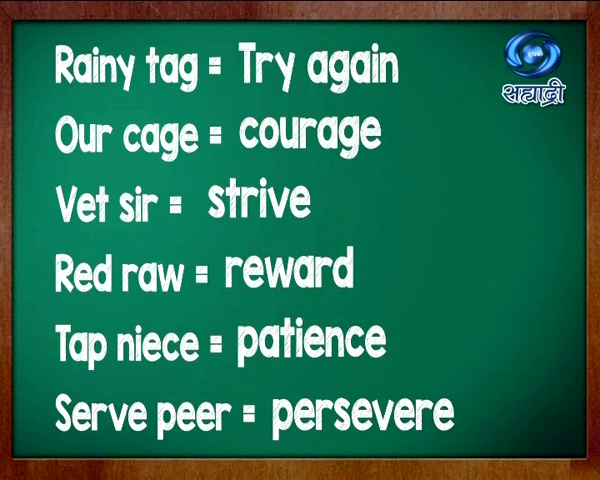 Rainy tag = Try again
सह्याद्री
Our cage = courage
Vet sir = strive
Red raw = reward
Tap niece = patience
Serve peer = persevere